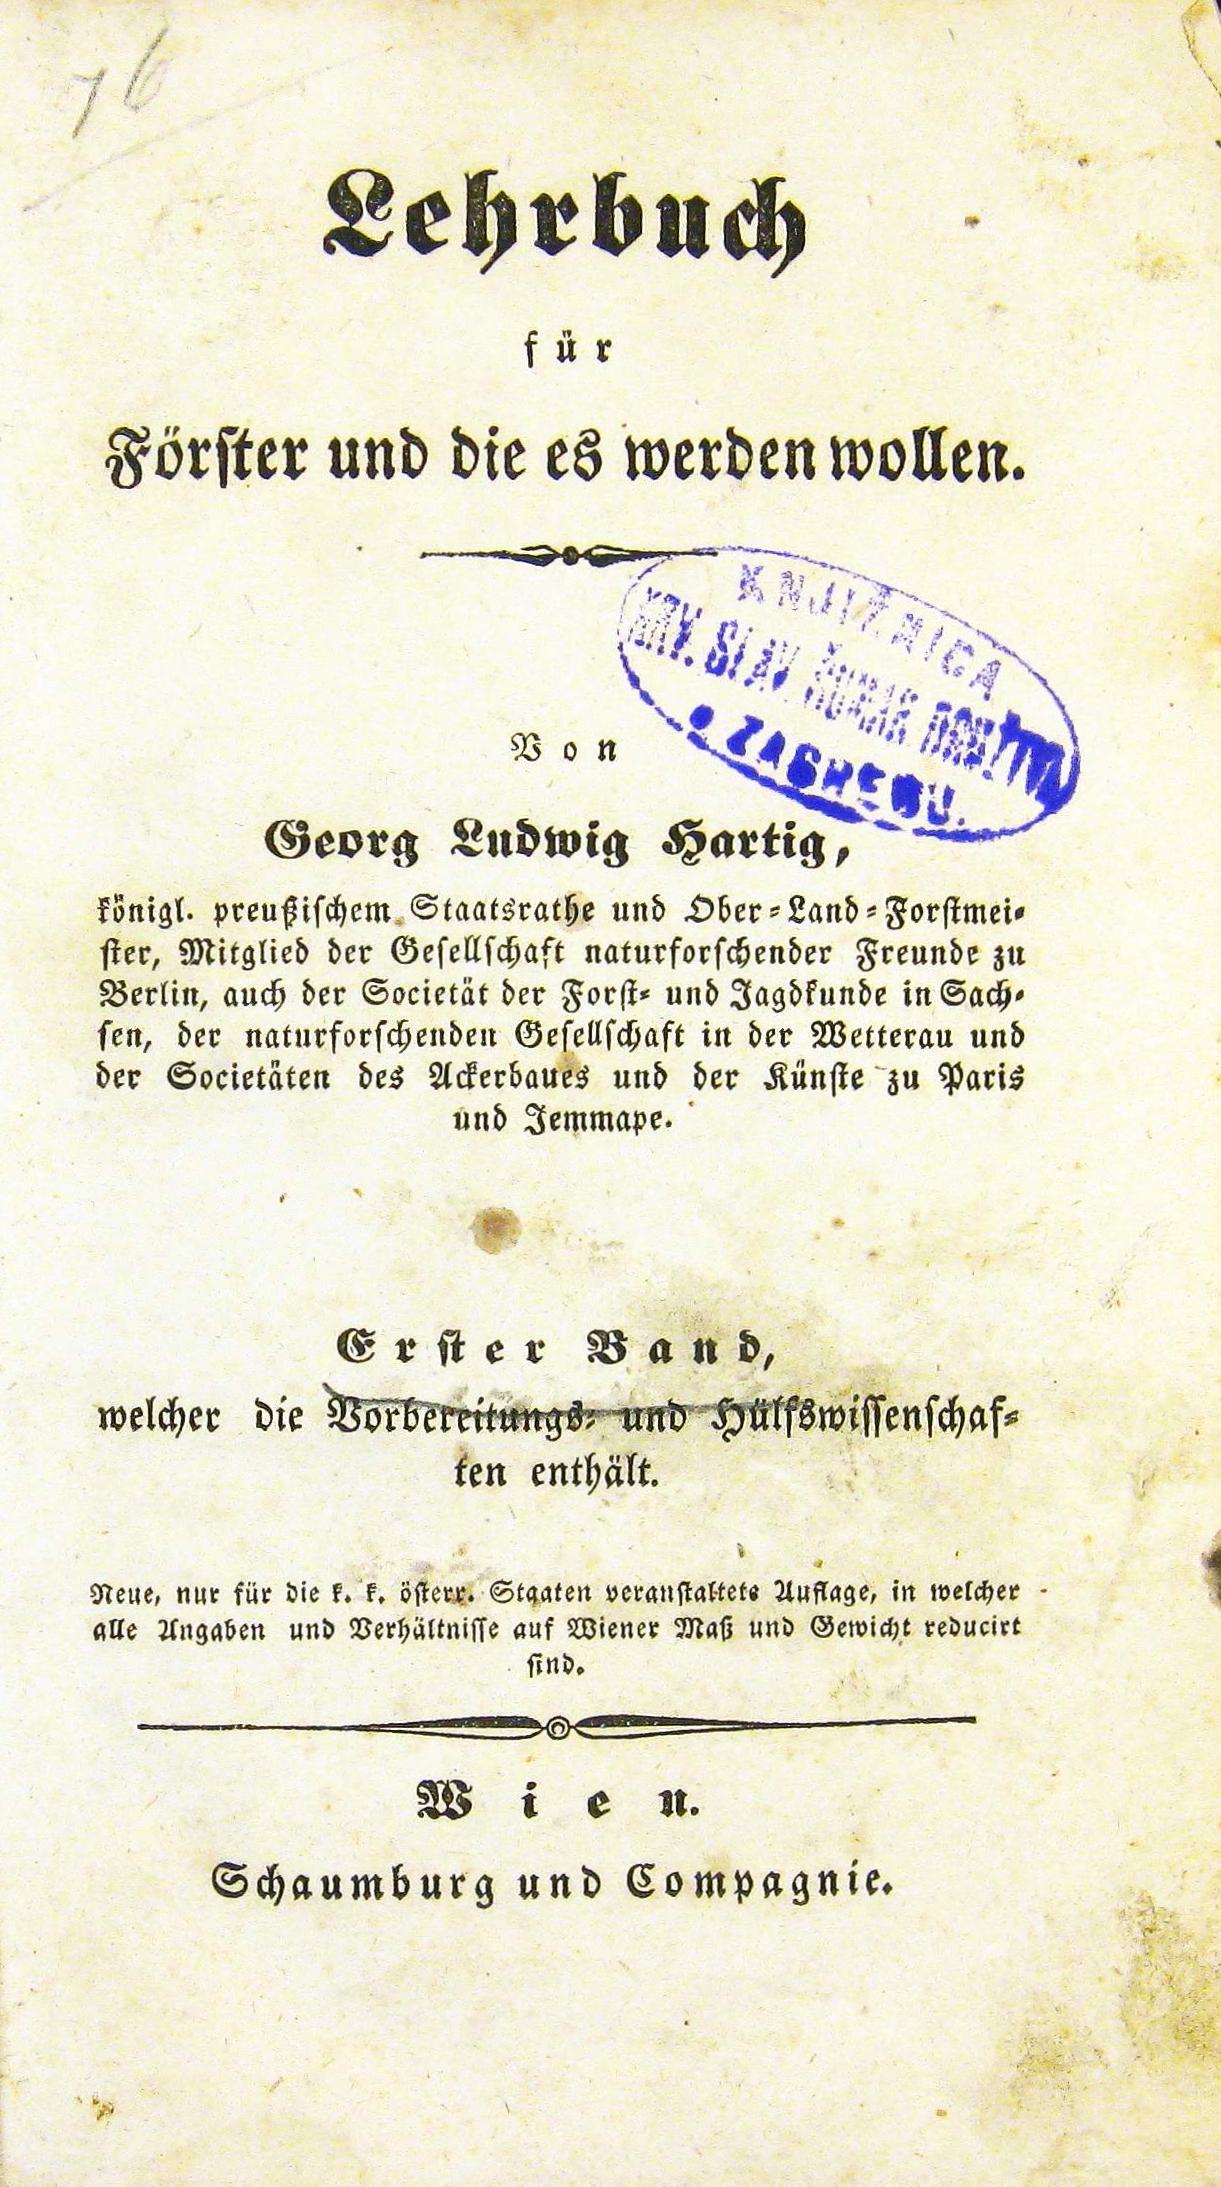 76
Lehrbuch
für
Förſter und die es werden wollen.
KNJIŽNICA
HRV. SLAV. ŠUMAR. DRUŠTVA
ZAGREBU.
Von
Georg Ludwig Hartig,
königl. preußiſchem Staatsrathe und Ober-Land-Forſtmei-
ſter, Mitglied der Geſellſchaft naturforſchender Freunde zu
Berlin, auch der Societät der Forſt- und Jagdkunde in Sach-
ſen, der naturforſchenden Geſellſchaft in der Wetterau und
der Societäten des Ackerbaues und der Künſte zu Paris
und Jemmape.
Erſter Band,
welcher die Vorbereitungs- und Hülfswiſſenſchaf-
ten enthält.
Neue, nur für die k. k. öſterr. Staaten veranſtaltete Auflage, in welcher
alle Angaben und Verhältniſſe auf Wiener Maß und Gewicht reducirt
ſind.
Wien.
Schaumburg und Compagnie.